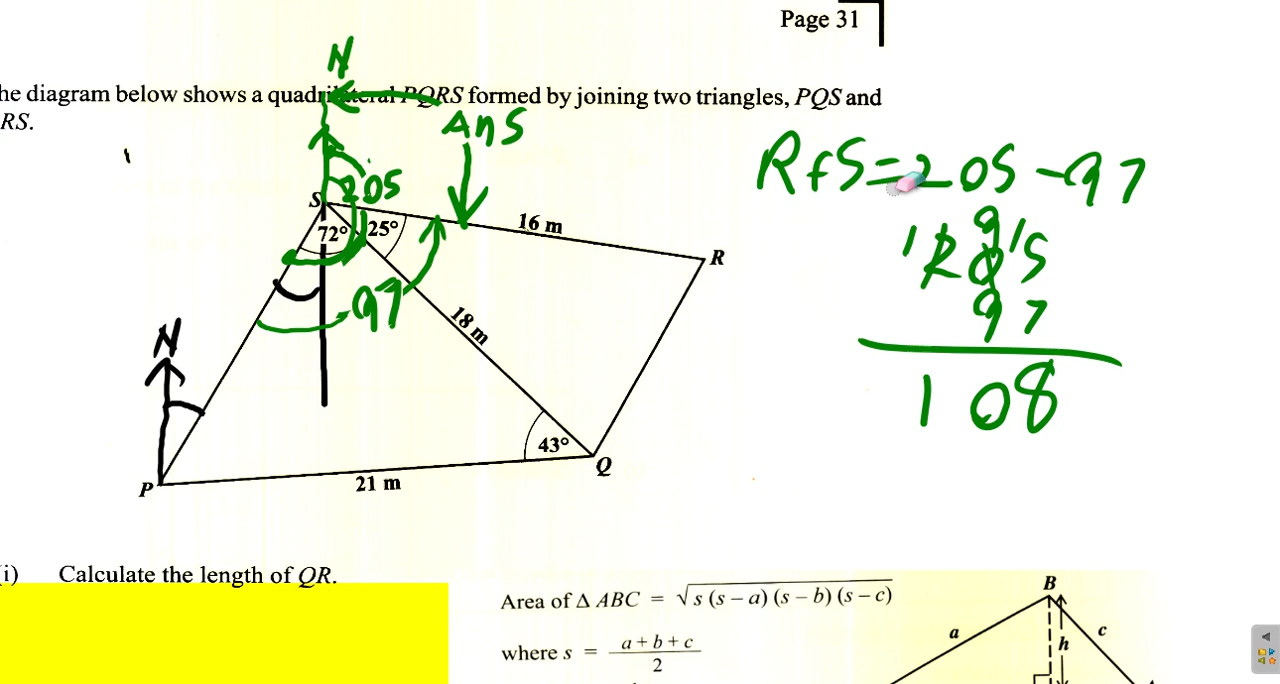 Page 31
N
he diagram below shows a quadrilateral PQRS formed by joining two triangles, PQS and
RS.
Ans
RfS=205-97
205
S
72°
25°
16 m
R
205
97
108
97
18 m
N
43°
Q
P
21 m
i) Calculate the length of QR.
Area of Δ ABC = √s (s – a) (s – b) (s – c)
where s = a + b + c
2
B
a
c
h